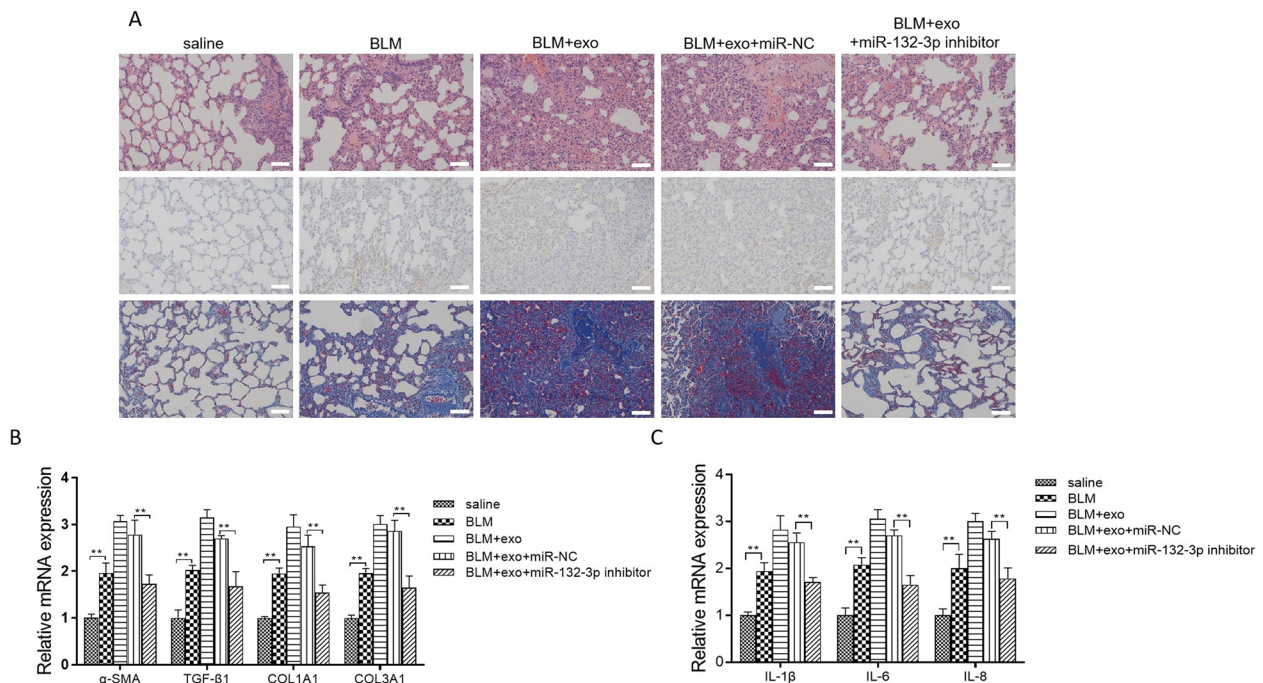 A
saline
BLM
BLM+exo
BLM+exo+miR-NC
BLM+exo
+miR-132-3p inhibitor
B
Relative mRNA expression
4
3
2
1
0
**
**
**
**
**
**
**
**
α-SMA
TGF-β1
COL1A1
COL3A1
saline
BLM
BLM+exo
BLM+exo+miR-NC
BLM+exo+miR-132-3p inhibitor
C
Relative mRNA expression
4
3
2
1
0
**
**
**
**
**
**
IL-1β
IL-6
IL-8
saline
BLM
BLM+exo
BLM+exo+miR-NC
BLM+exo+miR-132-3p inhibitor